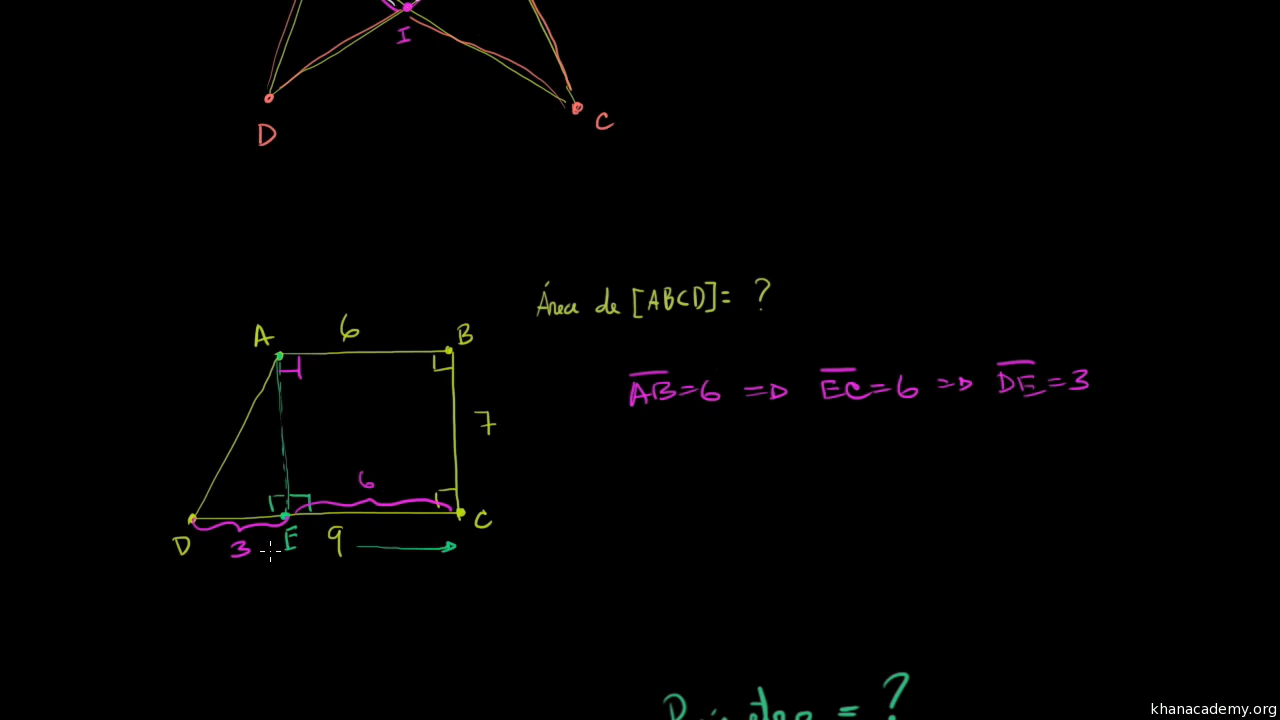 I
D
C
Área de [ABCD]= ?
A 6 B
AB=6 => EC=6 => DE=3
7
6
D 3 E 9 C
= ?
khanacademy.org